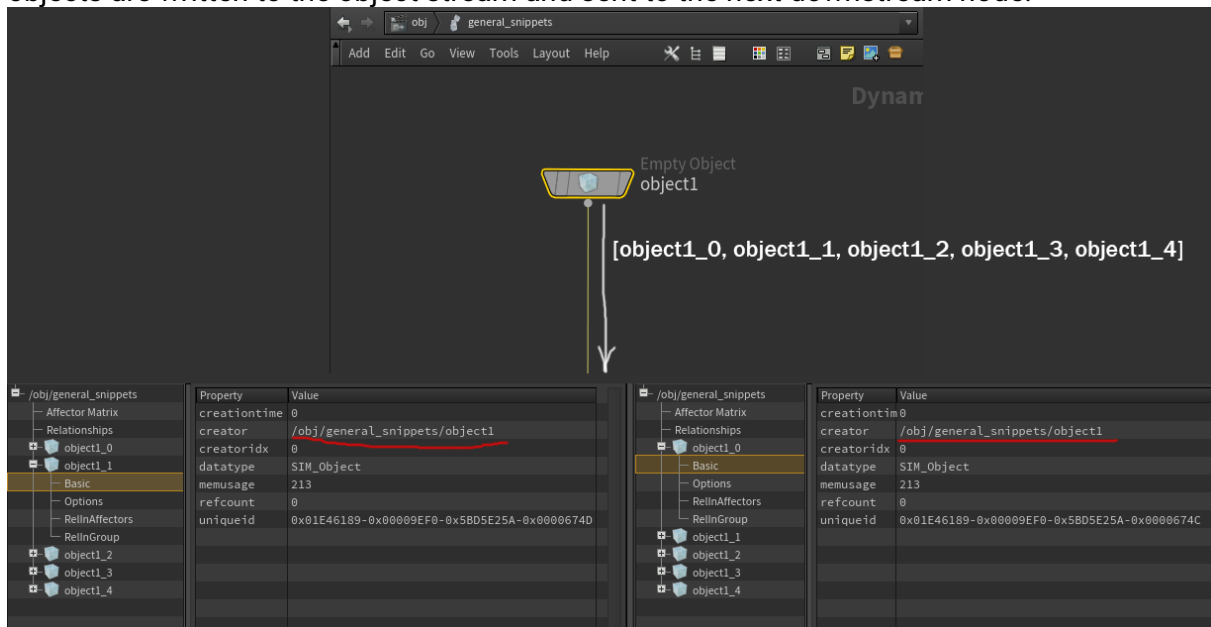 objects are written to the object stream and sent to the next downstream node.
obj general_snippets
Add Edit Go View Tools Layout Help
Dynam
Empty Object
object1
[object1_0, object1_1, object1_2, object1_3, object1_4]
/obj/general_snippets
Affector Matrix
Relationships
object1_0
object1_1
Basic
Options
RelInAffectors
RelInGroup
object1_2
object1_3
object1_4
Property Value
creationtime 0
creator /obj/general_snippets/object1
creatoridx 0
datatype SIM_Object
memusage 213
refcount 0
uniqueid 0x01E46189-0x00009EF0-0x5BD5E25A-0x0000674D
/obj/general_snippets
Affector Matrix
Relationships
object1_0
Basic
Options
RelInAffectors
RelInGroup
object1_1
object1_2
object1_3
object1_4
Property Value
creationtim 0
creator /obj/general_snippets/object1
creatoridx 0
datatype SIM_Object
memusage 213
refcount 0
uniqueid 0x01E46189-0x00009EF0-0x5BD5E25A-0x0000674C